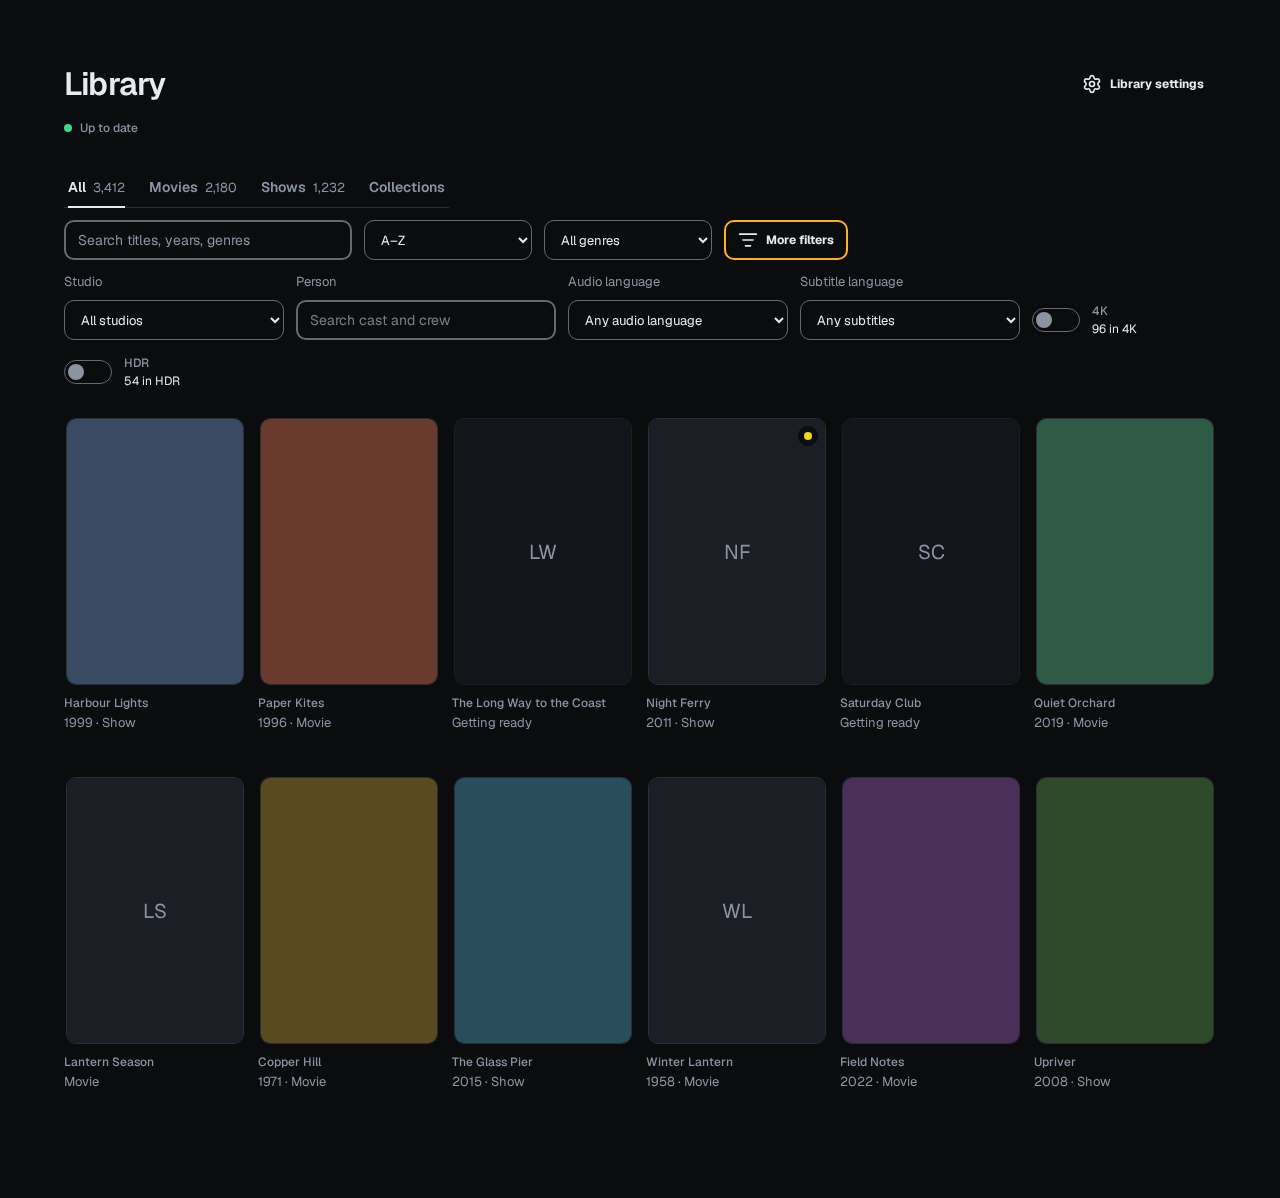 Library
Library settings
Up to date
All 3,412 Movies 2,180 Shows 1,232 Collections
Search titles, years, genres
A–Z
All genres
More filters
Studio
Person
Audio language
Subtitle language
All studios
Search cast and crew
Any audio language
Any subtitles
4K
96 in 4K
HDR
54 in HDR
LW
NF
SC
Harbour Lights
1999 · Show
Paper Kites
1996 · Movie
The Long Way to the Coast
Getting ready
Night Ferry
2011 · Show
Saturday Club
Getting ready
Quiet Orchard
2019 · Movie
LS
WL
Lantern Season
Movie
Copper Hill
1971 · Movie
The Glass Pier
2015 · Show
Winter Lantern
1958 · Movie
Field Notes
2022 · Movie
Upriver
2008 · Show